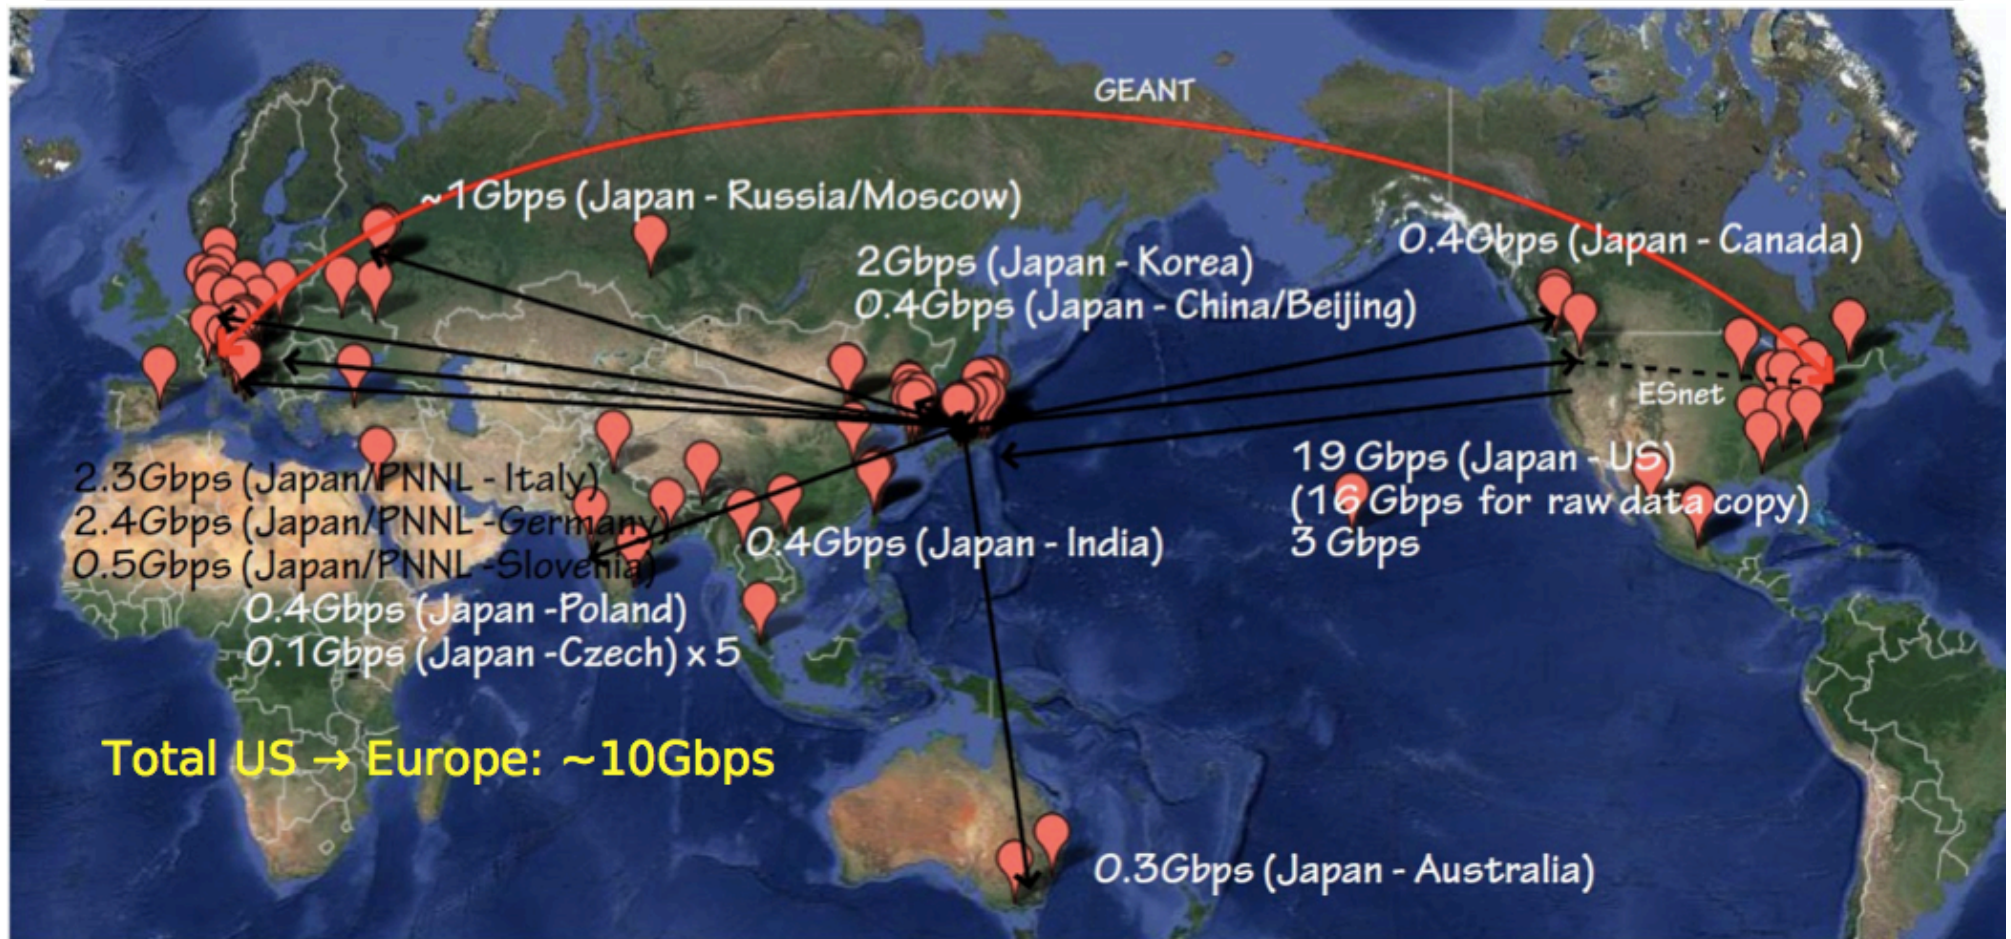 GEANT
~1Gbps (Japan - Russia/Moscow)
0.4Gbps (Japan - Canada)
2Gbps (Japan - Korea)
0.4Gbps (Japan - China/Beijing)
ESnet
19 Gbps (Japan - US)
(16 Gbps for raw data copy)
3 Gbps
2.3Gbps (Japan/PNNL - Italy)
2.4Gbps (Japan/PNNL -Germany)
0.5Gbps (Japan/PNNL -Slovenia)
0.4Gbps (Japan -Poland)
0.1Gbps (Japan -Czech) x 5
0.4Gbps (Japan - India)
Total US → Europe: ~10Gbps
0.3Gbps (Japan - Australia)